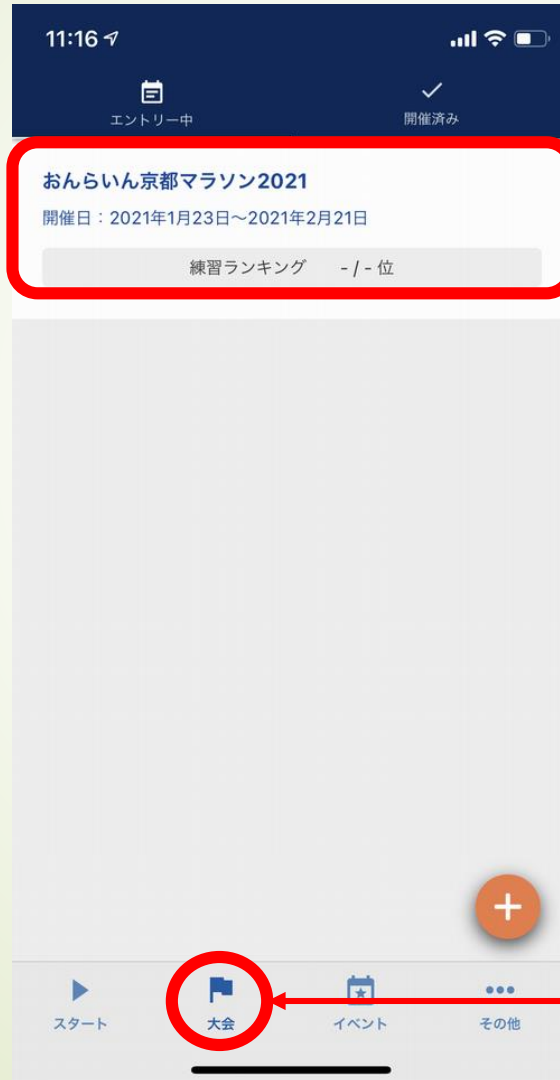 11:16
エントリー中
開催済み
おんらいん京都マラソン2021
開催日：2021年1月23日～2021年2月21日
練習ランキング - / - 位
スタート
大会
イベント
その他